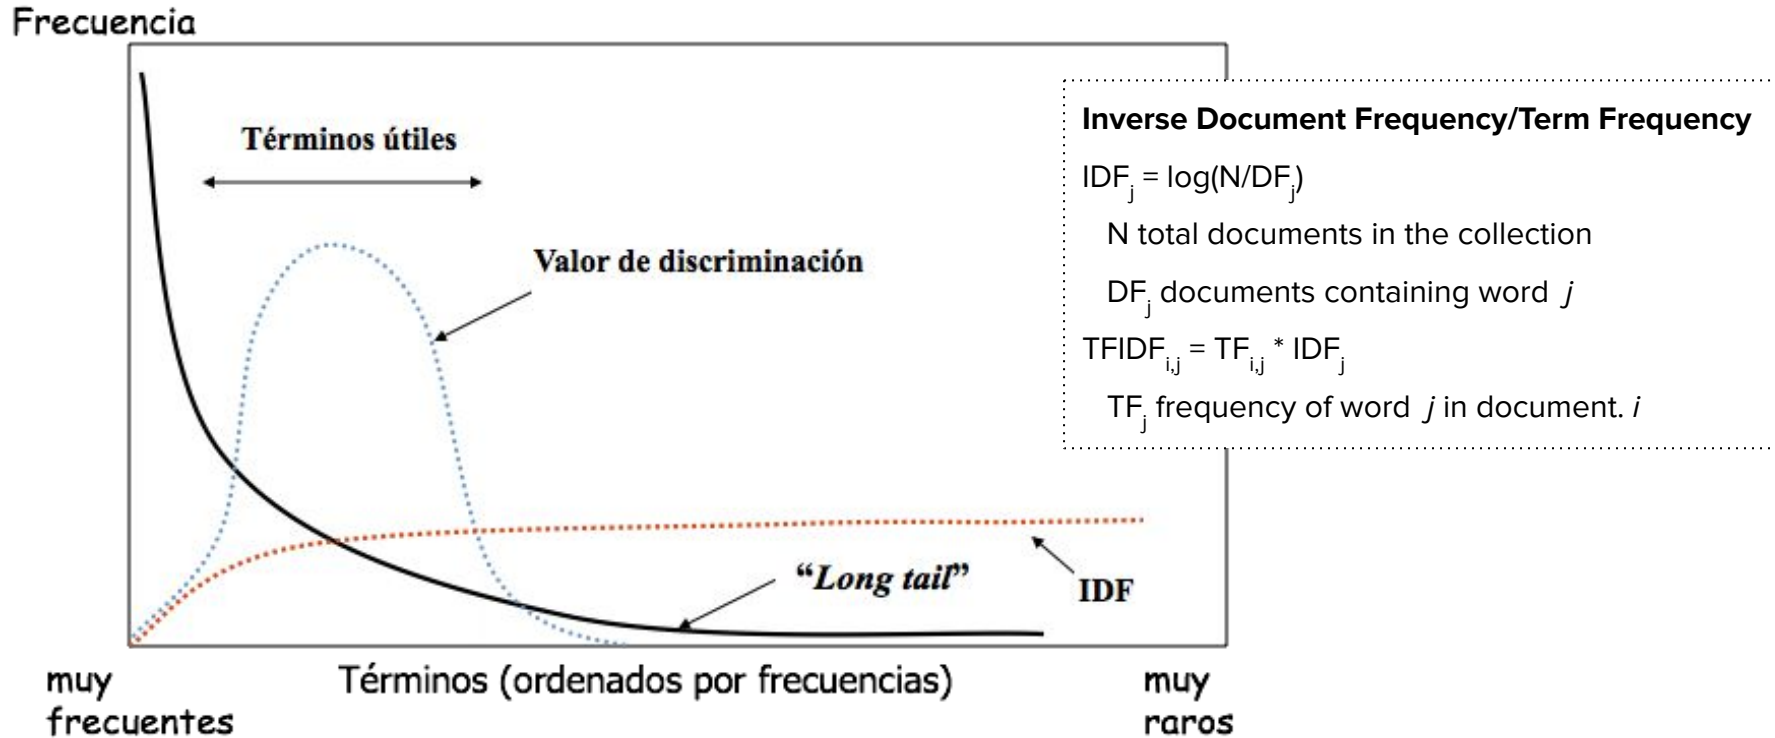 Frecuencia
Términos útiles
Valor de discriminación
“Long tail”
IDF
muy
frecuentes
Términos (ordenados por frecuencias)
muy
raros
Inverse Document Frequency/Term Frequency
IDFj = log(N/DFj)
N total documents in the collection
DFj documents containing word j
TFIDFi,j = TFi,j * IDFj
TFj frequency of word j in document. i